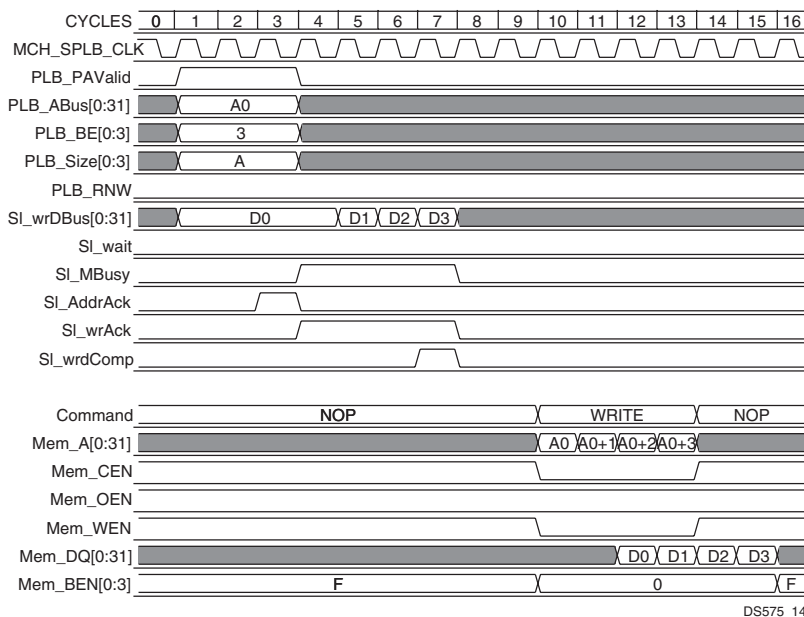 CYCLES 0 1 2 3 4 5 6 7 8 9 10 11 12 13 14 15 16
MCH_SPLB_CLK
PLB_PAValid
PLB_ABus[0:31] A0
PLB_BE[0:3] 3
PLB_Size[0:3] A
PLB_RNW
Sl_wrDBus[0:31] D0 D1 D2 D3
Sl_wait
Sl_MBusy
Sl_AddrAck
Sl_wrAck
Sl_wrdComp
Command NOP WRITE NOP
Mem_A[0:31] A0 A0+1 A0+2 A0+3
Mem_CEN
Mem_OEN
Mem_WEN
Mem_DQ[0:31] D0 D1 D2 D3
Mem_BEN[0:3] F 0 F
DS575 14